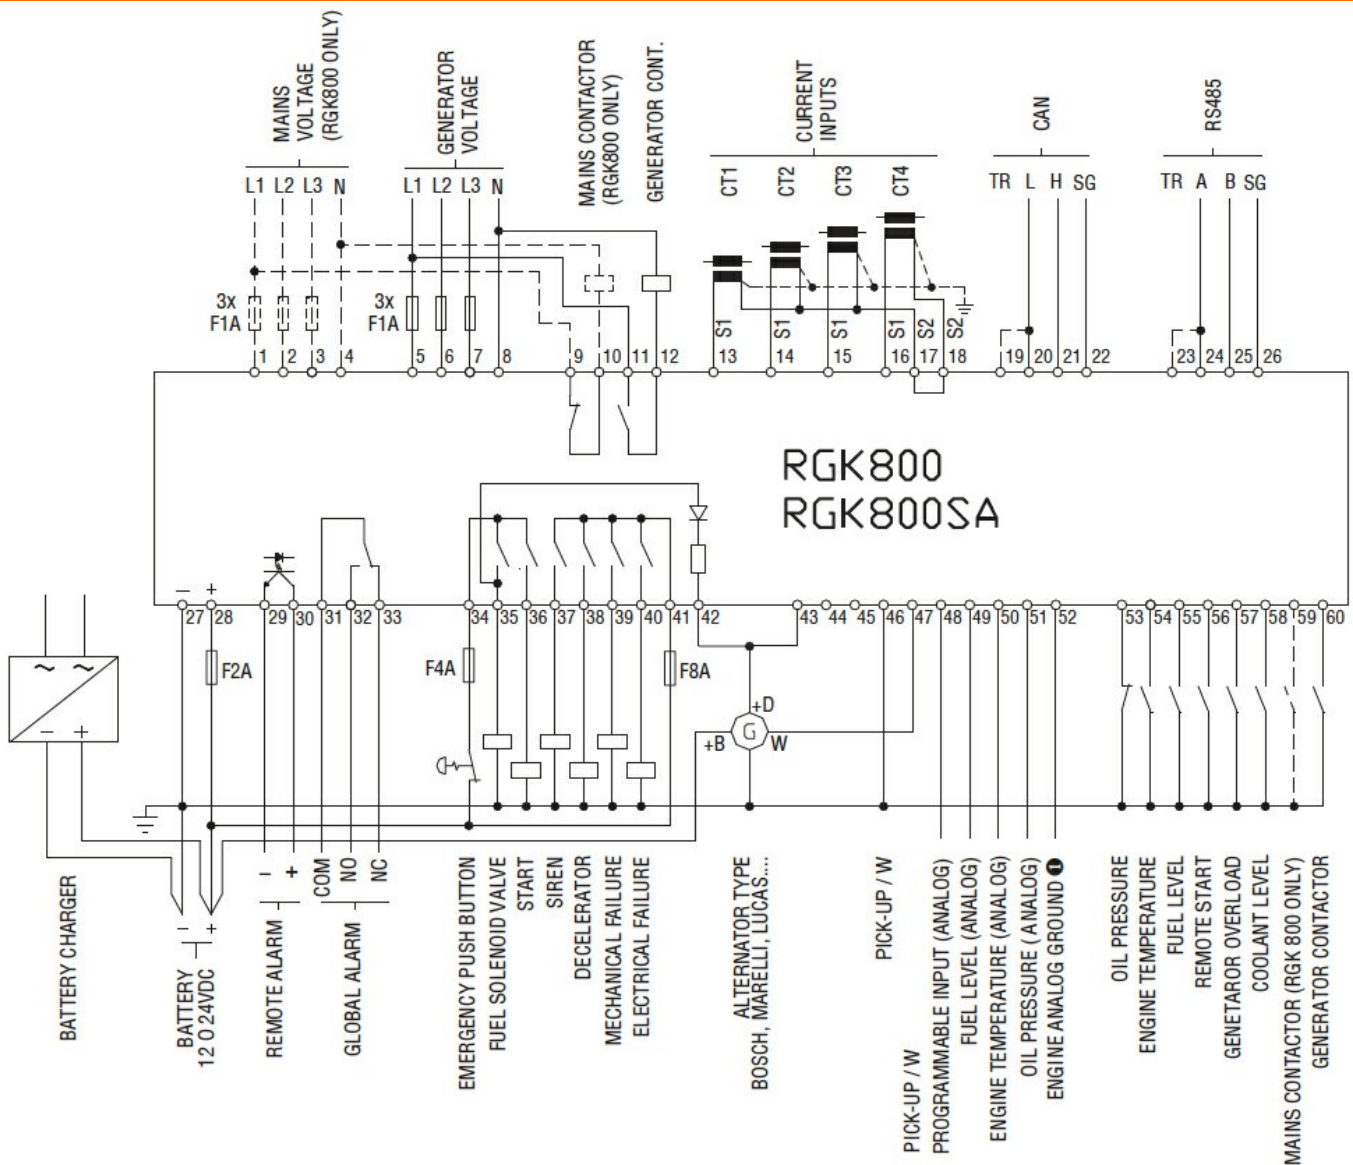 MAINS
VOLTAGE
(RGK800 ONLY)
GENERATOR
VOLTAGE
MAINS CONTACTOR
(RGK800 ONLY)
GENERATOR CONT.
CURRENT
INPUTS
CAN
RS485
L1 L2 L3 N
L1 L2 L3 N
CT1 CT2 CT3 CT4
TR L H SG
TR A B SG
3x
F1A
3x
F1A
S1 S1 S1 S1 S2 S2
1 2 3 4 5 6 7 8 9 10 11 12 13 14 15 16 17 18 19 20 21 22 23 24 25 26
RGK800
RGK800SA
− +
27 28 29 30 31 32 33 34 35 36 37 38 39 40 41 42 43 44 45 46 47 48 49 50 51 52 53 54 55 56 57 58 59 60
~ ~
− +
F2A
F4A
F8A
+D
+B G W
− +
COM NO NC
− +
BATTERY CHARGER
BATTERY
12 0 24VDC
REMOTE ALARM
GLOBAL ALARM
EMERGENCY PUSH BUTTON
FUEL SOLENOID VALVE
START
SIREN
DECELERATOR
MECHANICAL FAILURE
ELECTRICAL FAILURE
ALTERNATOR TYPE
BOSCH, MARELLI, LUCAS....
PICK-UP / W
PICK-UP / W
PROGRAMMABLE INPUT (ANALOG)
FUEL LEVEL (ANALOG)
ENGINE TEMPERATURE (ANALOG)
OIL PRESSURE ( ANALOG)
ENGINE ANALOG GROUND ❶
OIL PRESSURE
ENGINE TEMPERATURE
FUEL LEVEL
REMOTE START
GENETAROR OVERLOAD
COOLANT LEVEL
MAINS CONTACTOR (RGK 800 ONLY)
GENERATOR CONTACTOR